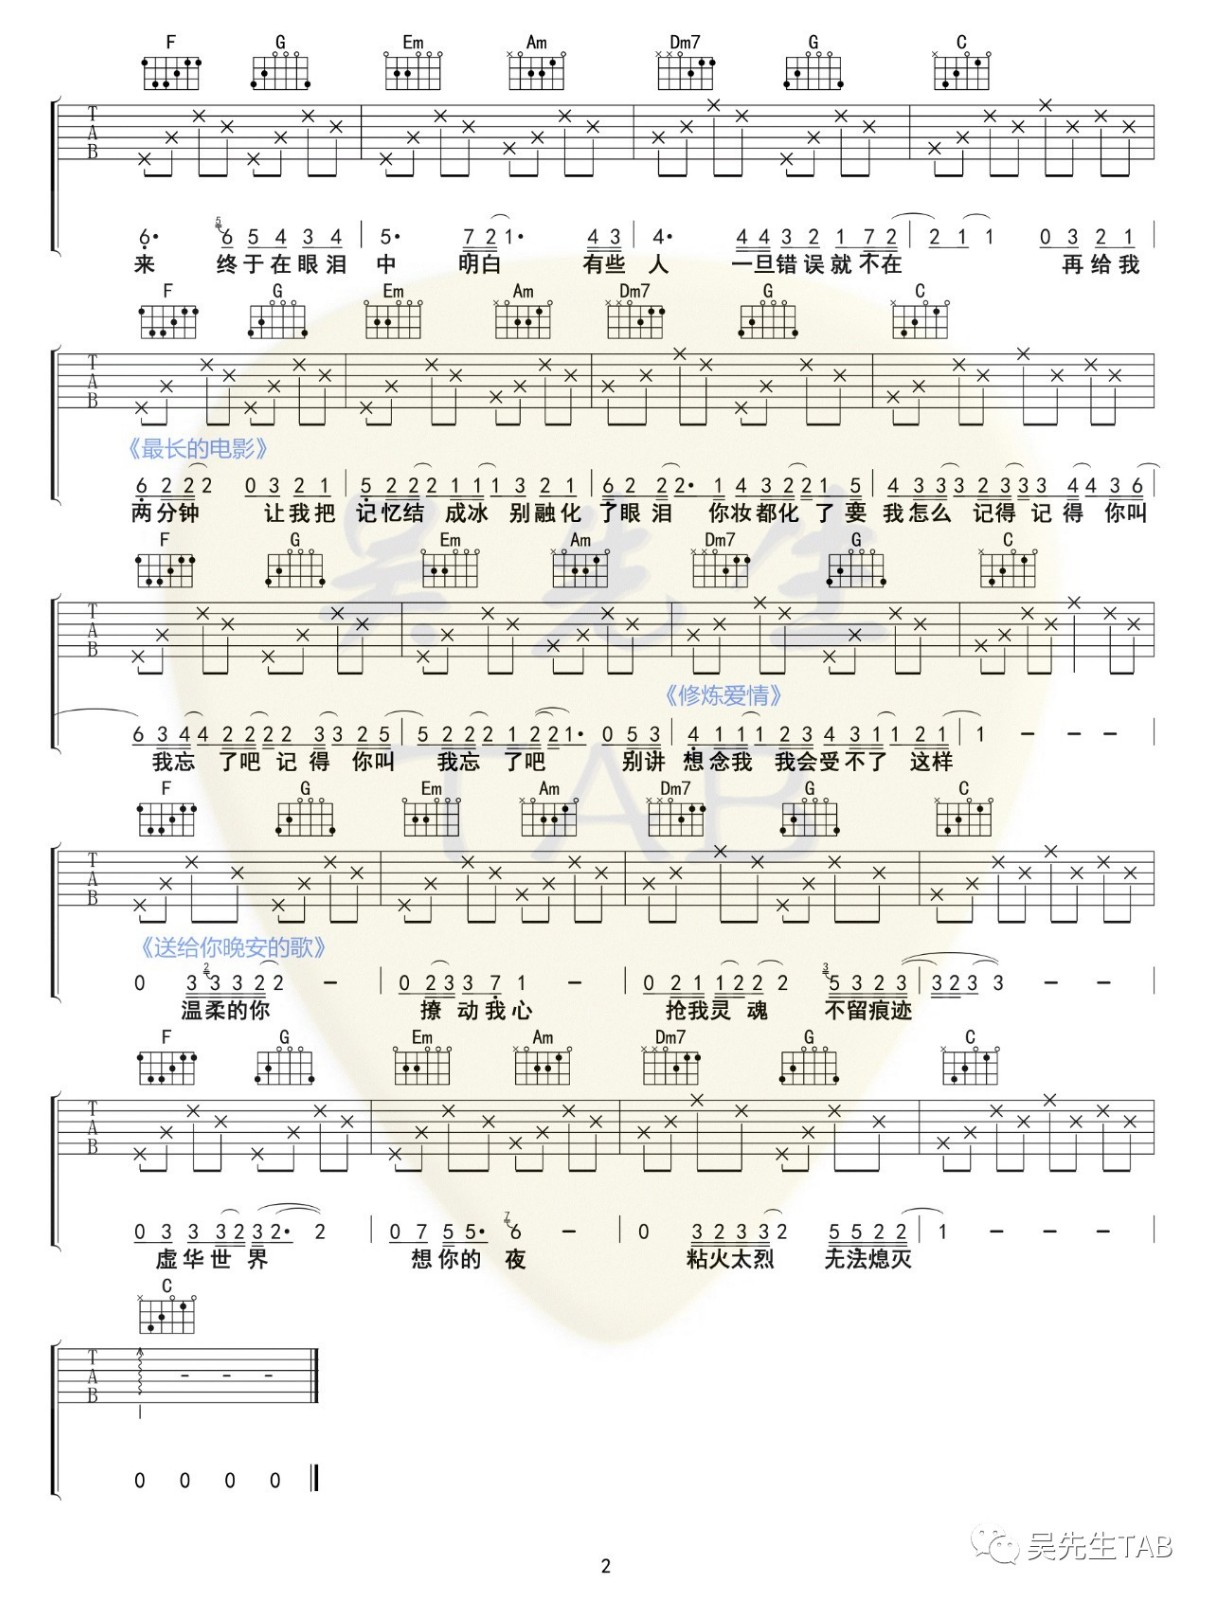 F G Em Am Dm7 G C
T
A
B
6· 5 6 5 4 3 4 | 5· 7 2 1· 4 3 | 4· 4 4 3 2 1 7 2 | 2 1 1 0 3 2 1
来 终于在眼泪 中 明白 有些 人 一旦错误就不在 再给我
F G Em Am Dm7 G C
T
A
B
《最长的电影》
6 2 2 2 0 3 2 1 | 5 2 2 2 1 1 1 3 2 1 | 6 2 2 2· 1 4 3 2 2 1 5 | 4 3 3 3 2 3 3 3 4 4 3 6
两分钟 让我把 记忆结 成冰 别融化 了眼泪 你妆都化了要 我怎么 记得记得 你叫
F G Em Am Dm7 G C
T
A
B
《修炼爱情》
6 3 4 4 2 2 2 2 3 3 2 5 | 5 2 2 2 1 2 2 1· 0 5 3 | 4 1 1 1 2 3 4 3 1 1 2 1 | 1 – – –
我忘 了吧记得 你叫 我忘 了吧 别讲 想念我 我会受不了 这样
F G Em Am Dm7 G C
T
A
B
《送给你晚安的歌》
0 2 3 3 3 2 2 – | 0 2 3 3 7 1 – | 0 2 1 1 2 2 2 3 5 3 2 3 | 3 2 3 3 – –
温柔的你 撩动我心 抢我灵魂 不留痕迹
F G Em Am Dm7 G C
T
A
B
0 3 3 3 2 3 2· 2 | 0 7 5 5· 7 6 – | 0 3 2 3 3 2 5 5 2 2 | 1 – – –
虚华世界 想你的 夜 粘火太烈 无法熄灭
C
T
A
B
– – –
0 0 0 0
吴先生
TAB
吴先生TAB
2